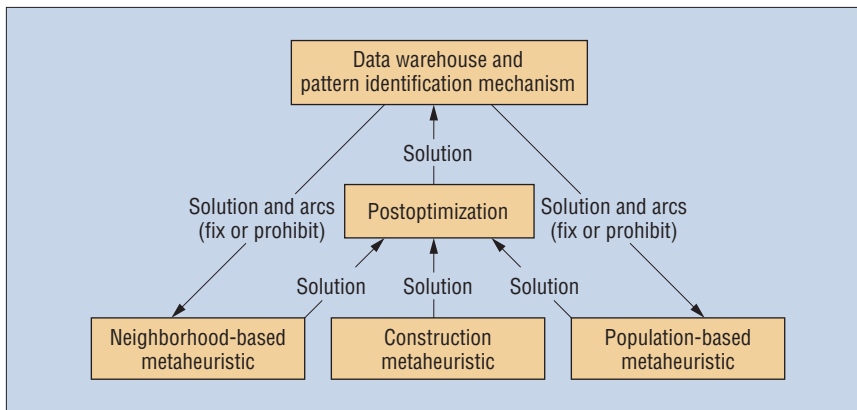 Data warehouse and
pattern identification mechanism
Solution
Solution and arcs
(fix or prohibit)
Postoptimization
Solution and arcs
(fix or prohibit)
Solution
Solution
Solution
Neighborhood-based
metaheuristic
Construction
metaheuristic
Population-based
metaheuristic